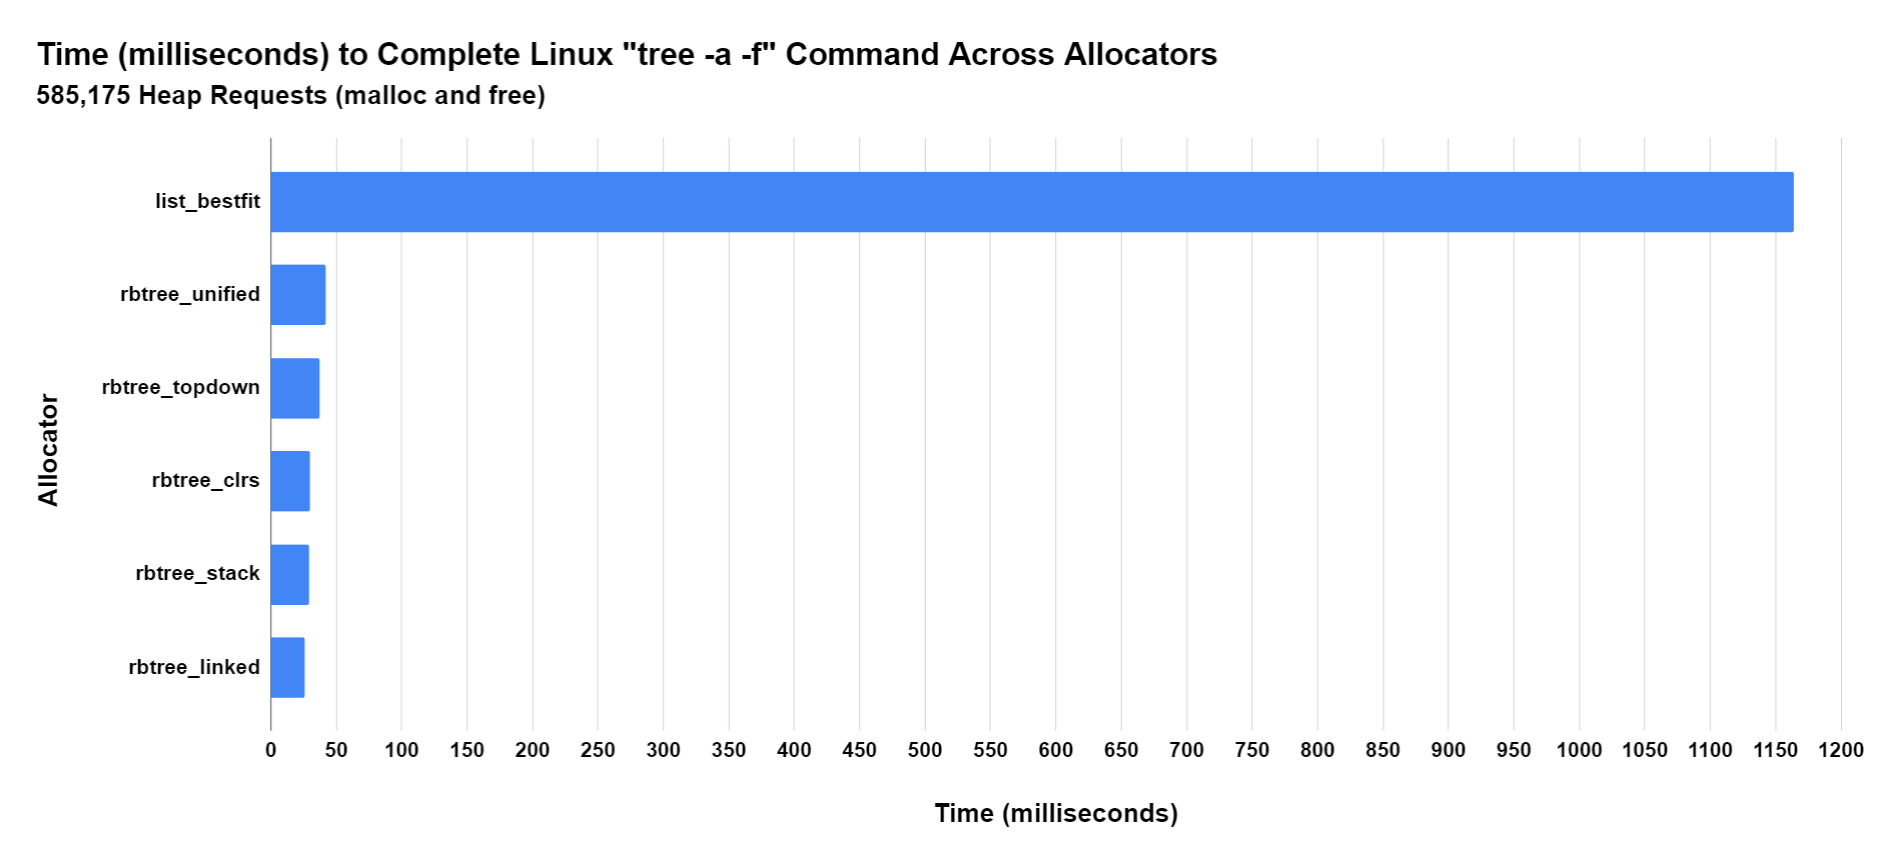 Time (milliseconds) to Complete Linux "tree -a -f" Command Across Allocators
585,175 Heap Requests (malloc and free)
Allocator
list_bestfit
rbtree_unified
rbtree_topdown
rbtree_clrs
rbtree_stack
rbtree_linked
0 50 100 150 200 250 300 350 400 450 500 550 600 650 700 750 800 850 900 950 1000 1050 1100 1150 1200
Time (milliseconds)